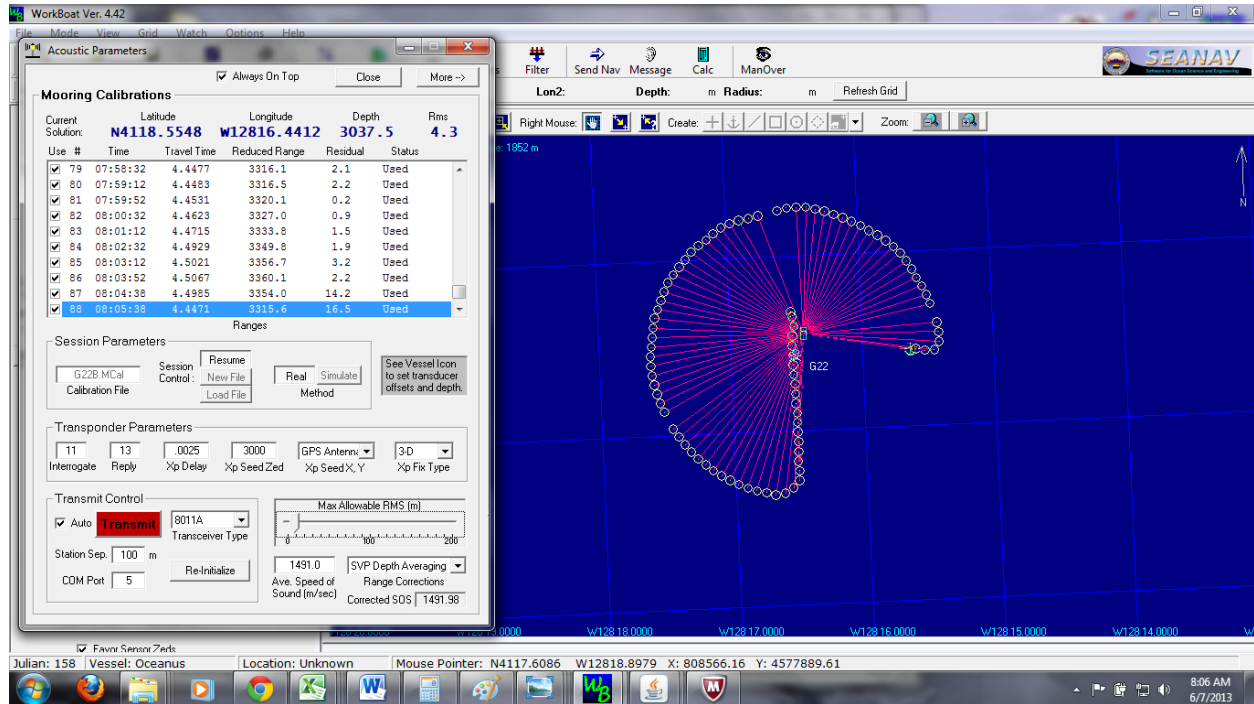 WorkBoat Ver. 4.42
File Mode View Grid Watch Options Help
Acoustic Parameters
Filter Send Nav Message Calc ManOver
SEANAV
Software for Ocean Science and Engineering
Always On Top Close More -->
Lon2: Depth: m Radius: m Refresh Grid
Mooring Calibrations
Right Mouse: Create: Zoom:
Current Solution:
Latitude Longitude Depth Rms
N4118.5548 W12816.4412 3037.5 4.3
e: 1852 m
Use # Time Travel Time Reduced Range Residual Status
79 07:58:32 4.4477 3316.1 2.1 Used
80 07:59:12 4.4483 3316.5 2.2 Used
81 07:59:52 4.4531 3320.1 0.2 Used
82 08:00:32 4.4623 3327.0 0.9 Used
83 08:01:12 4.4715 3333.8 1.5 Used
84 08:02:32 4.4929 3349.8 1.9 Used
85 08:03:12 4.5021 3356.7 3.2 Used
86 08:03:52 4.5067 3360.1 2.2 Used
87 08:04:38 4.4985 3354.0 14.2 Used
88 08:05:38 4.4471 3315.6 16.5 Used
Ranges
N
G22
Session Parameters
G22B.MCal
Calibration File
Session
Control :
Resume
New File
Load File
Real Simulate
Method
See Vessel Icon
to set transducer
offsets and depth.
Transponder Parameters
11 13 .0025 3000 GPS Antenn 3-D
Interrogate Reply Xp Delay Xp Seed Zed Xp Seed X, Y Xp Fix Type
Transmit Control
Auto Transmit 8011A
Transceiver Type
Station Sep. 100 m
COM Port 5
Re-Initialize
Max Allowable RMS (m)
0 100 200
1491.0 SVP Depth Averaging
Ave. Speed of
Sound (m/sec)
Range Corrections
Corrected SOS 1491.98
W128 18.0000 W128 17.0000 W128 16.0000 W128 15.0000 W128 14.0000
Favor Sensor Zeds
Julian: 158 Vessel: Oceanus Location: Unknown Mouse Pointer: N4117.6086 W12818.8979 X: 808566.16 Y: 4577889.61
8:06 AM
6/7/2013